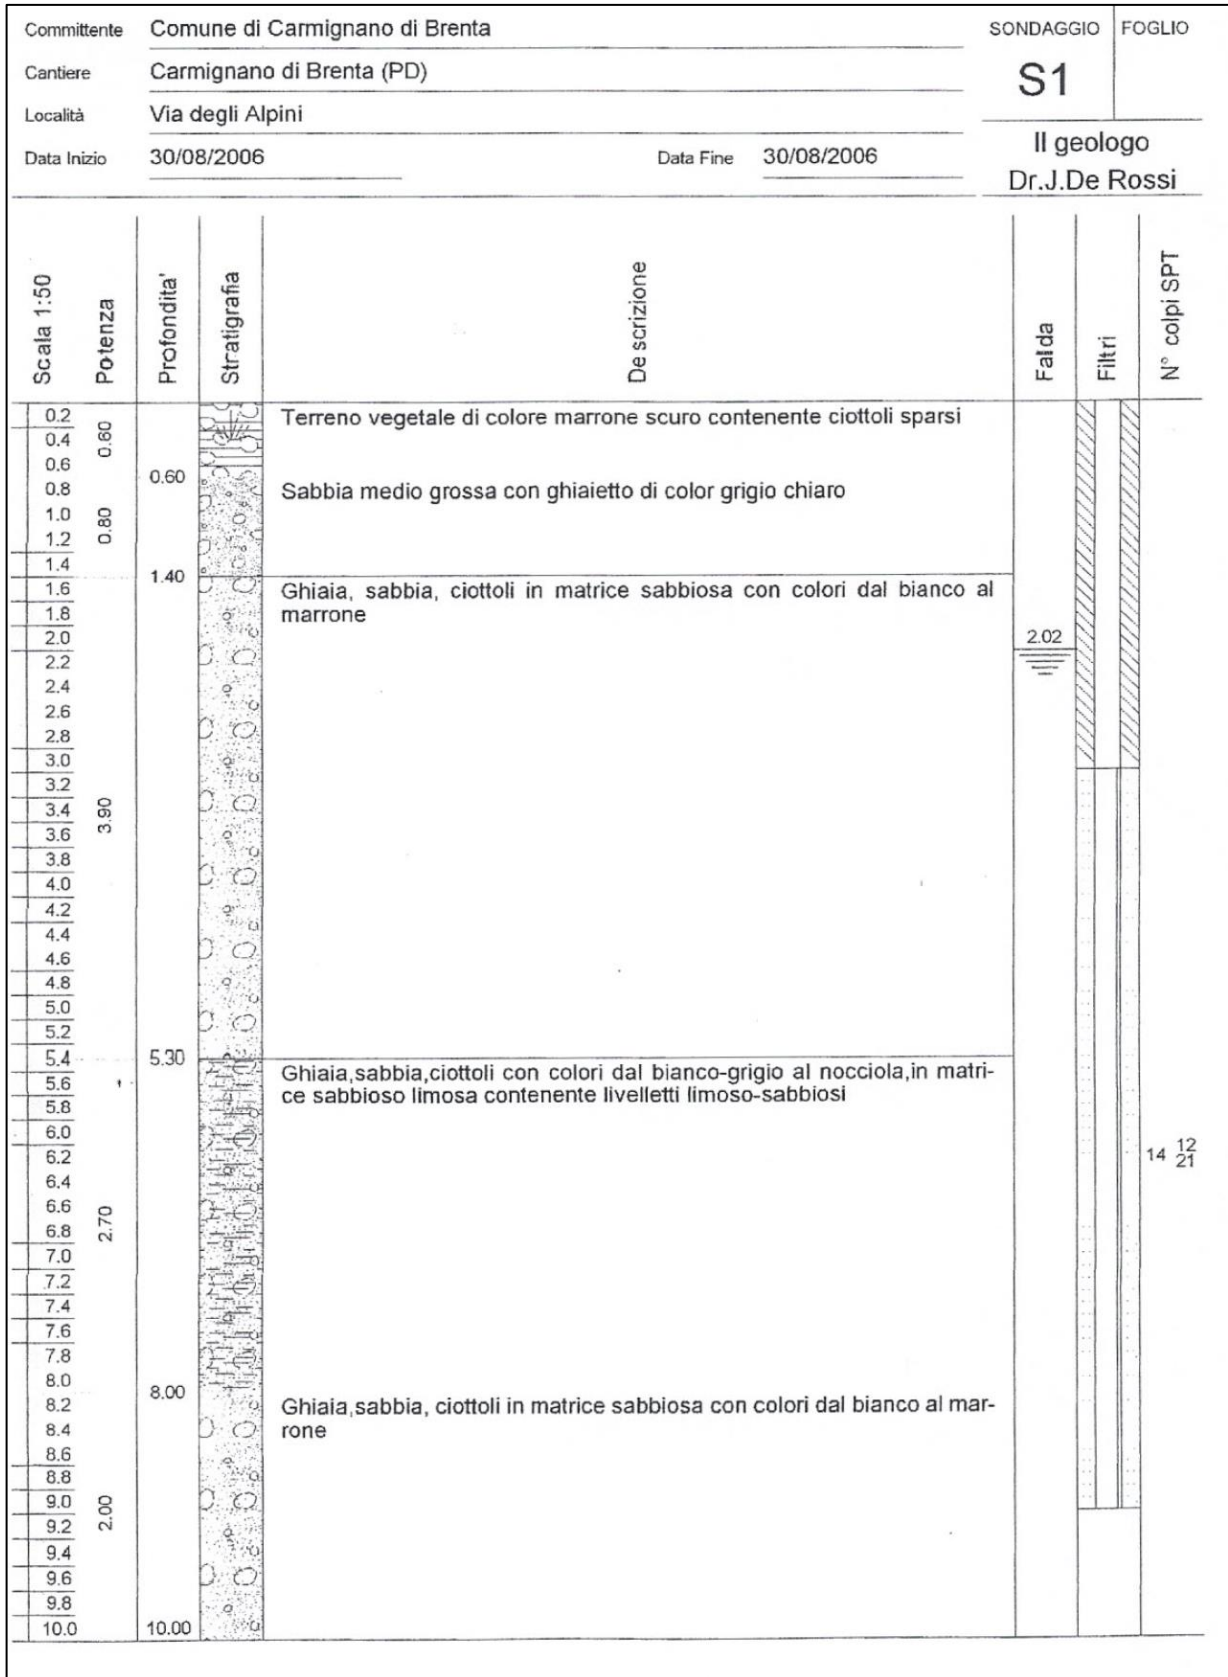 Committente Comune di Carmignano di Brenta
SONDAGGIO FOGLIO
Cantiere Carmignano di Brenta (PD)
S1
Località Via degli Alpini
Data Inizio 30/08/2006 Data Fine 30/08/2006
Il geologo
Dr.J.De Rossi
Scala 1:50 Potenza Profondita' Stratigrafia Descrizione Falda Filtri N° colpi SPT
0.2 Terreno vegetale di colore marrone scuro contenente ciottoli sparsi
0.4 0.60
0.6 0.60
0.8 Sabbia medio grossa con ghiaietto di color grigio chiaro
1.0 0.80
1.2
1.4 1.40
1.6 Ghiaia, sabbia, ciottoli in matrice sabbiosa con colori dal bianco al
1.8 marrone
2.0 2.02
2.2
2.4
2.6
2.8
3.0
3.2
3.4 3.90
3.6
3.8
4.0
4.2
4.4
4.6
4.8
5.0
5.2
5.4 5.30
5.6 Ghiaia,sabbia,ciottoli con colori dal bianco-grigio al nocciola,in matri-
5.8 ce sabbioso limosa contenente livelletti limoso-sabbiosi
6.0
6.2 14 12 21
6.4
6.6
6.8 2.70
7.0
7.2
7.4
7.6
7.8
8.0 8.00
8.2 Ghiaia,sabbia, ciottoli in matrice sabbiosa con colori dal bianco al mar-
8.4 rone
8.6
8.8
9.0 2.00
9.2
9.4
9.6
9.8
10.0 10.00